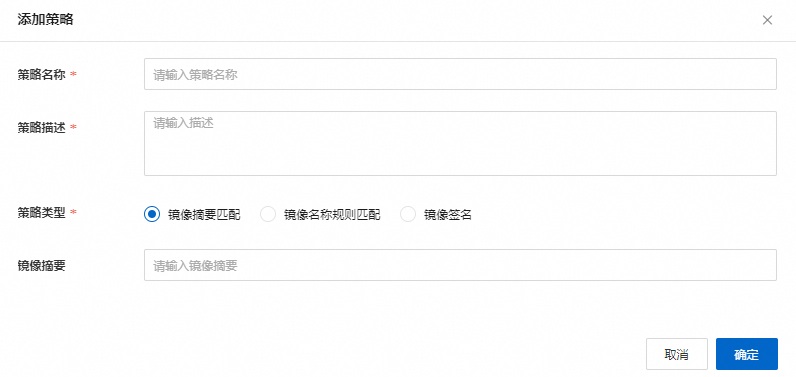 添加策略
策略名称 *
请输入策略名称
策略描述 *
请输入描述
策略类型 *
镜像摘要匹配 镜像名称规则匹配 镜像签名
镜像摘要
请输入镜像摘要
取消 确定